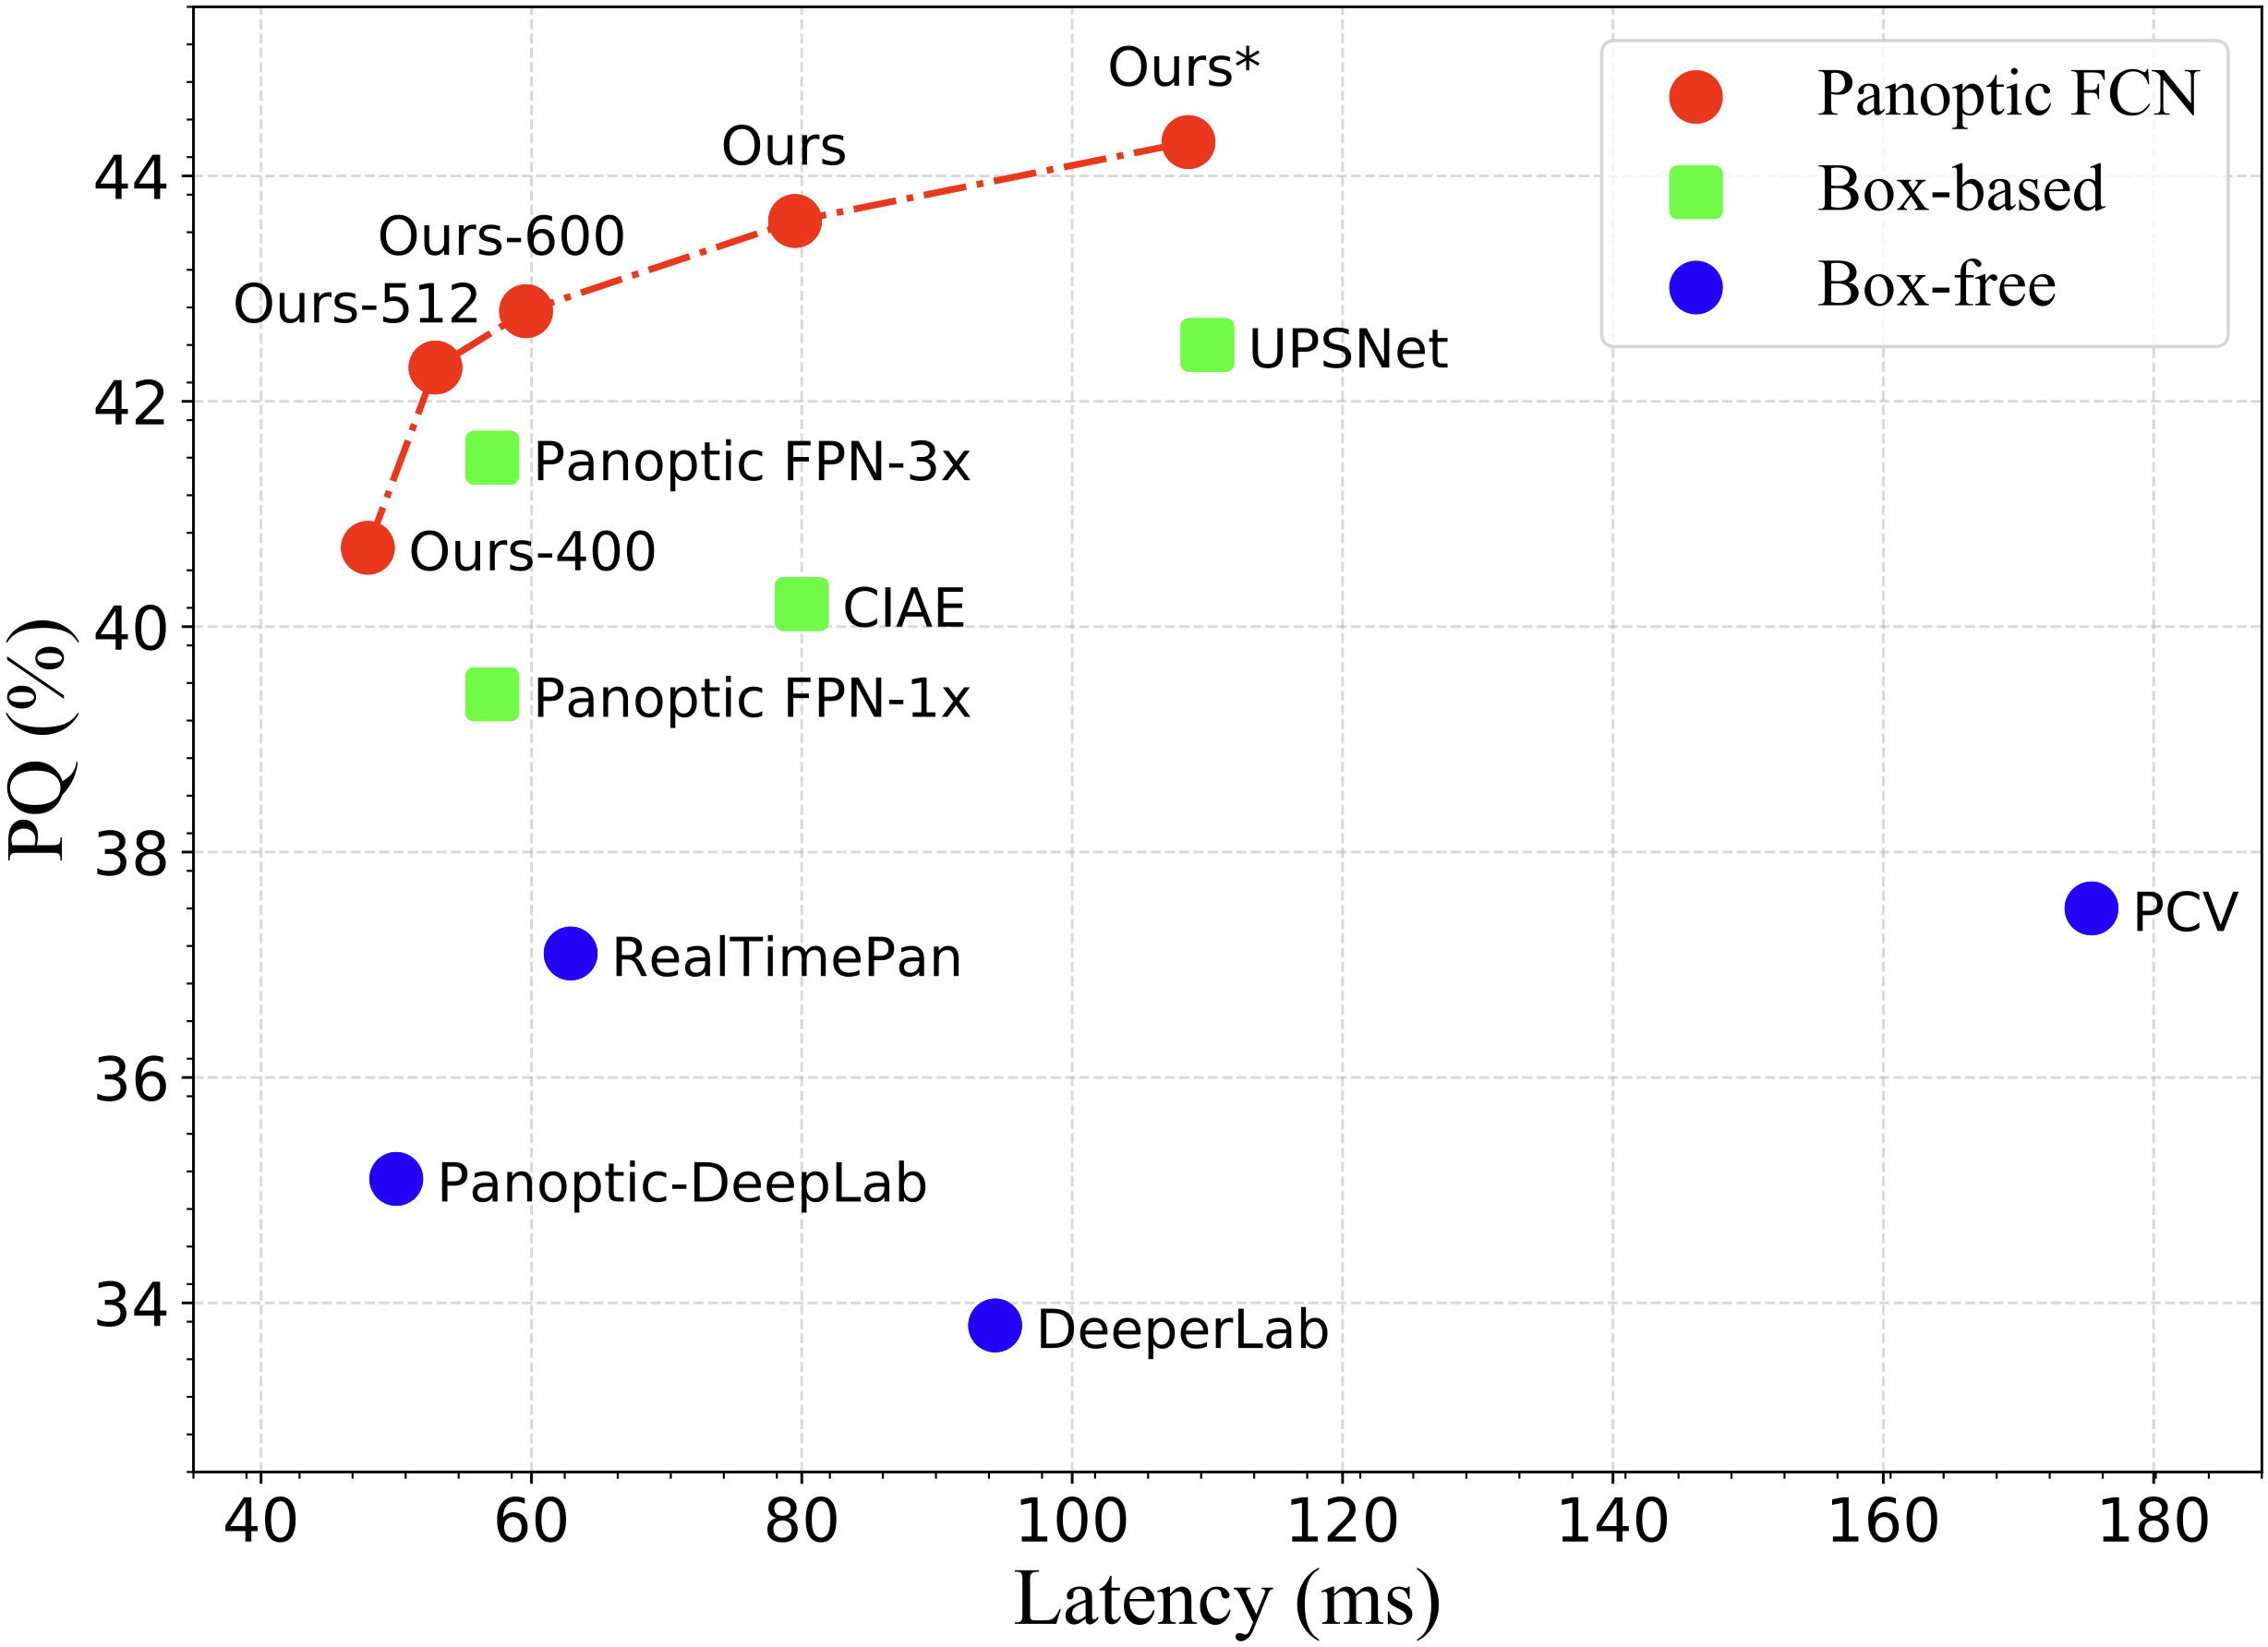 Ours*
Panoptic FCN
Ours
Box-based
44
Ours-600
Box-free
Ours-512
UPSNet
42
Panoptic FPN-3x
Ours-400
CIAE
40
Panoptic FPN-1x
PQ (%)
38
PCV
RealTimePan
36
Panoptic-DeepLab
34
DeeperLab
40 60 80 100 120 140 160 180
Latency (ms)